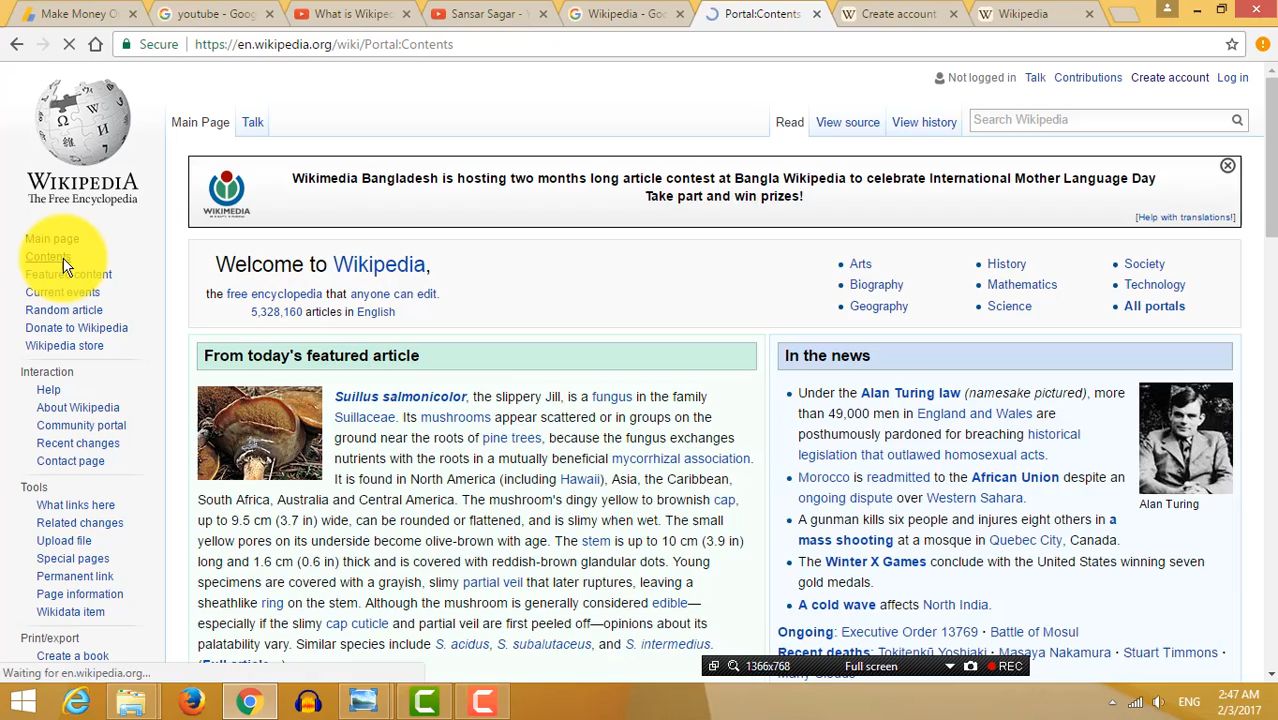 Make Money O
youtube - Goog
What is Wikipe
Sansar Sagar - Y
Wikipedia - Goo
Portal:Contents
Create account
Wikipedia
Secure
https://en.wikipedia.org/wiki/Portal:Contents
Not logged in Talk Contributions Create account Log in
Main Page Talk
Read View source View history
Search Wikipedia
WIKIPEDIA
The Free Encyclopedia
Main page
Contents
Featured content
Current events
Random article
Donate to Wikipedia
Wikipedia store
Interaction
Help
About Wikipedia
Community portal
Recent changes
Contact page
Tools
What links here
Related changes
Upload file
Special pages
Permanent link
Page information
Wikidata item
Print/export
Create a book
WIKIMEDIA
Wikimedia Bangladesh is hosting two months long article contest at Bangla Wikipedia to celebrate International Mother Language Day
Take part and win prizes!
[Help with translations!]
Welcome to Wikipedia,
the free encyclopedia that anyone can edit.
5,328,160 articles in English
Arts
Biography
Geography
History
Mathematics
Science
Society
Technology
All portals
From today's featured article
Suillus salmonicolor, the slippery Jill, is a fungus in the family
Suillaceae. Its mushrooms appear scattered or in groups on the
ground near the roots of pine trees, because the fungus exchanges
nutrients with the roots in a mutually beneficial mycorrhizal association.
It is found in North America (including Hawaii), Asia, the Caribbean,
South Africa, Australia and Central America. The mushroom's dingy yellow to brownish cap,
up to 9.5 cm (3.7 in) wide, can be rounded or flattened, and is slimy when wet. The small
yellow pores on its underside become olive-brown with age. The stem is up to 10 cm (3.9 in)
long and 1.6 cm (0.6 in) thick and is covered with reddish-brown glandular dots. Young
specimens are covered with a grayish, slimy partial veil that later ruptures, leaving a
sheathlike ring on the stem. Although the mushroom is generally considered edible—
especially if the slimy cap cuticle and partial veil are first peeled off—opinions about its
palatability vary. Similar species include S. acidus, S. subalutaceus, and S. intermedius.
(Full article...)
In the news
Under the Alan Turing law (namesake pictured), more
than 49,000 men in England and Wales are
posthumously pardoned for breaching historical
legislation that outlawed homosexual acts.
Morocco is readmitted to the African Union despite an
ongoing dispute over Western Sahara.
A gunman kills six people and injures eight others in a
mass shooting at a mosque in Quebec City, Canada.
The Winter X Games conclude with the United States winning seven
gold medals.
A cold wave affects North India.
Alan Turing
Ongoing: Executive Order 13769 · Battle of Mosul
Recent deaths: Tokitenkū Yoshiaki · Masaya Nakamura · Stuart Timmons ·
Many Clouds
1366x768 Full screen REC
Waiting for en.wikipedia.org...
ENG
2:47 AM
2/3/2017